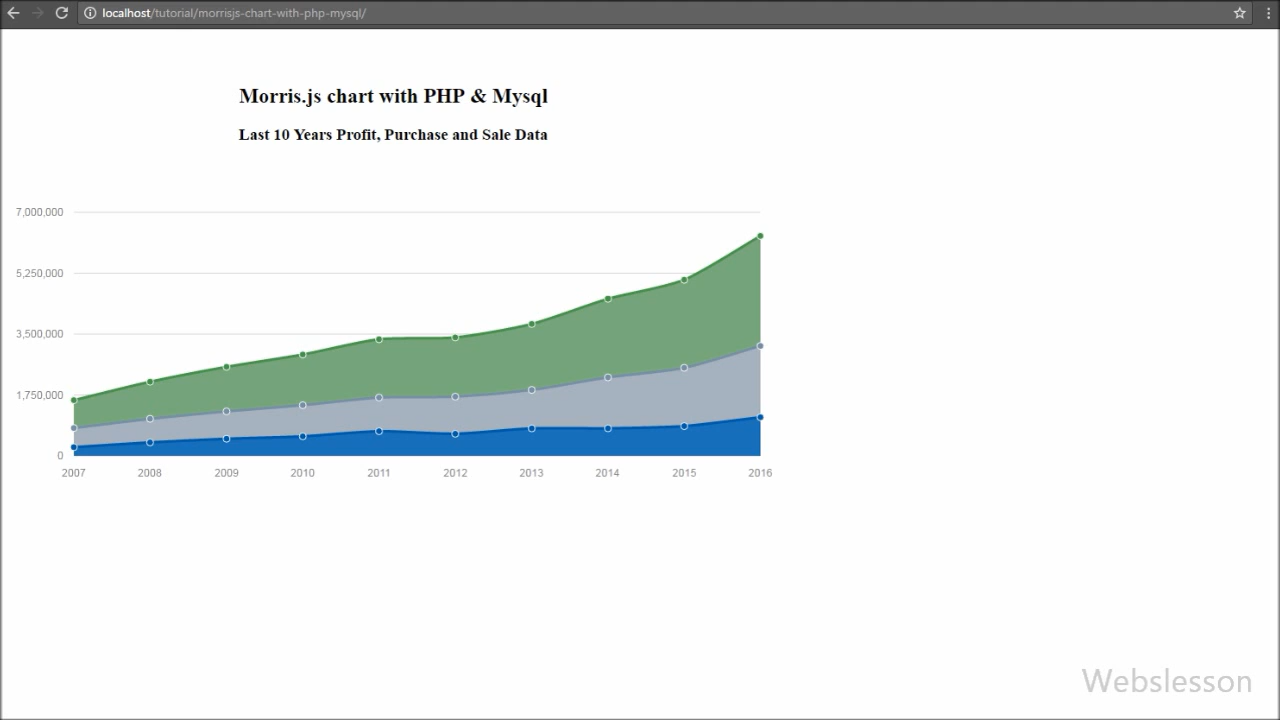 localhost/tutorial/morrisjs-chart-with-php-mysql/
Morris.js chart with PHP & Mysql
Last 10 Years Profit, Purchase and Sale Data
7,000,000
5,250,000
3,500,000
1,750,000
0
2007 2008 2009 2010 2011 2012 2013 2014 2015 2016
Webslesson